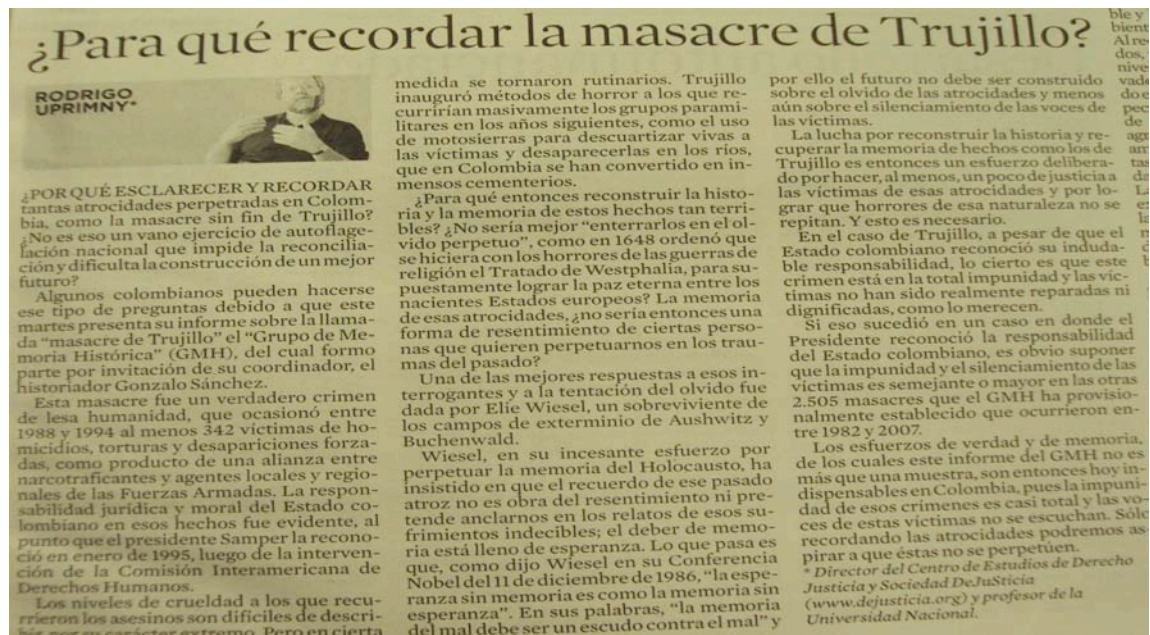 ¿Para qué recordar la masacre de Trujillo?
RODRIGO
UPRIMNY*
¿POR QUÉ ESCLARECER Y RECORDAR
tantas atrocidades perpetradas en Colom-
bia, como la masacre sin fin de Trujillo?
¿No es eso un vano ejercicio de autoflage-
lación nacional que impide la reconcilia-
ción y dificulta la construcción de un mejor
futuro?
Algunos colombianos pueden hacerse
ese tipo de preguntas debido a que este
martes presenta su informe sobre la llama-
da “masacre de Trujillo” el “Grupo de Me-
moria Histórica” (GMH), del cual formo
parte por invitación de su coordinador, el
historiador Gonzalo Sánchez.
Esta masacre fue un verdadero crimen
de lesa humanidad, que ocasionó entre
1988 y 1994 al menos 342 víctimas de ho-
micidios, torturas y desapariciones forza-
das, como producto de una alianza entre
narcotraficantes y agentes locales y regio-
nales de las Fuerzas Armadas. La respon-
sabilidad jurídica y moral del Estado co-
lombiano en esos hechos fue evidente, al
punto que el presidente Samper la recono-
ció en enero de 1995, luego de la interven-
ción de la Comisión Interamericana de
Derechos Humanos.
Los niveles de crueldad a los que recu-
rrieron los asesinos son difíciles de descri-
bir por su carácter extremo. Pero en cierta
medida se tornaron rutinarios. Trujillo
inauguró métodos de horror a los que re-
currirían masivamente los grupos parami-
litares en los años siguientes, como el uso
de motosierras para descuartizar vivas a
las víctimas y desaparecerlas en los ríos,
que en Colombia se han convertido en in-
mensos cementerios.
¿Para qué entonces reconstruir la histo-
ria y la memoria de estos hechos tan terri-
bles? ¿No sería mejor “enterrarlos en el ol-
vido perpetuo”, como en 1648 ordenó que
se hiciera con los horrores de las guerras de
religión el Tratado de Westphalia, para su-
puestamente lograr la paz eterna entre los
nacientes Estados europeos? La memoria
de esas atrocidades, ¿no sería entonces una
forma de resentimiento de ciertas perso-
nas que quieren perpetuarnos en los trau-
mas del pasado?
Una de las mejores respuestas a esos in-
terrogantes y a la tentación del olvido fue
dada por Elie Wiesel, un sobreviviente de
los campos de exterminio de Aushwitz y
Buchenwald.
Wiesel, en su incesante esfuerzo por
perpetuar la memoria del Holocausto, ha
insistido en que el recuerdo de ese pasado
atroz no es obra del resentimiento ni pre-
tende anclarnos en los relatos de esos su-
frimientos indecibles; el deber de memo-
ria está lleno de esperanza. Lo que pasa es
que, como dijo Wiesel en su Conferencia
Nobel del 11 de diciembre de 1986, “la espe-
ranza sin memoria es como la memoria sin
esperanza”. En sus palabras, “la memoria
del mal debe ser un escudo contra el mal” y
por ello el futuro no debe ser construido
sobre el olvido de las atrocidades y menos
aún sobre el silenciamiento de las voces de
las víctimas.
La lucha por reconstruir la historia y re-
cuperar la memoria de hechos como los de
Trujillo es entonces un esfuerzo delibera-
do por hacer, al menos, un poco de justicia a
las víctimas de esas atrocidades y por lo-
grar que horrores de esa naturaleza no se
repitan. Y esto es necesario.
En el caso de Trujillo, a pesar de que el
Estado colombiano reconoció su induda-
ble responsabilidad, lo cierto es que este
crimen está en la total impunidad y las víc-
timas no han sido realmente reparadas ni
dignificadas, como lo merecen.
Si eso sucedió en un caso en donde el
Presidente reconoció la responsabilidad
del Estado colombiano, es obvio suponer
que la impunidad y el silenciamiento de las
víctimas es semejante o mayor en las otras
2.505 masacres que el GMH ha provisio-
nalmente establecido que ocurrieron en-
tre 1982 y 2007.
Los esfuerzos de verdad y de memoria,
de los cuales este informe del GMH no es
más que una muestra, son entonces hoy in-
dispensables en Colombia, pues la impuni-
dad de esos crímenes es casi total y las vo-
ces de estas víctimas no se escuchan. Sólo
recordando las atrocidades podremos as-
pirar a que éstas no se perpetúen.
* Director del Centro de Estudios de Derecho
Justicia y Sociedad DeJuSticia
(www.dejusticia.org) y profesor de la
Universidad Nacional.